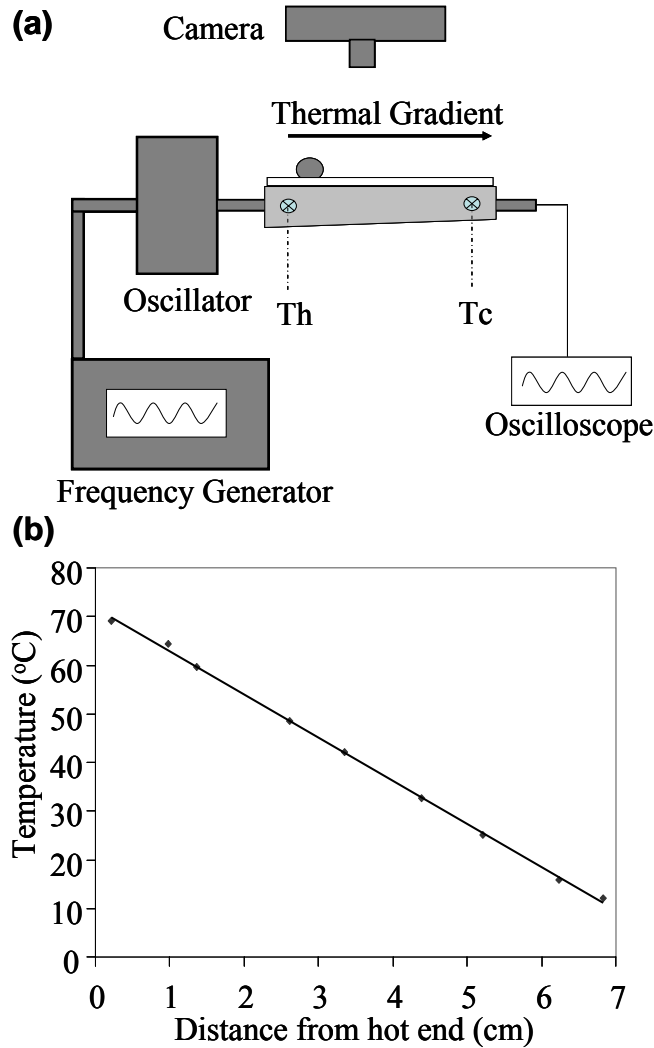 (a)
Camera
Thermal Gradient
Oscillator
Th
Tc
Oscilloscope
Frequency Generator
(b)
80
70
60
50
40
30
20
10
0
Temperature (°C)
0 1 2 3 4 5 6 7
Distance from hot end (cm)